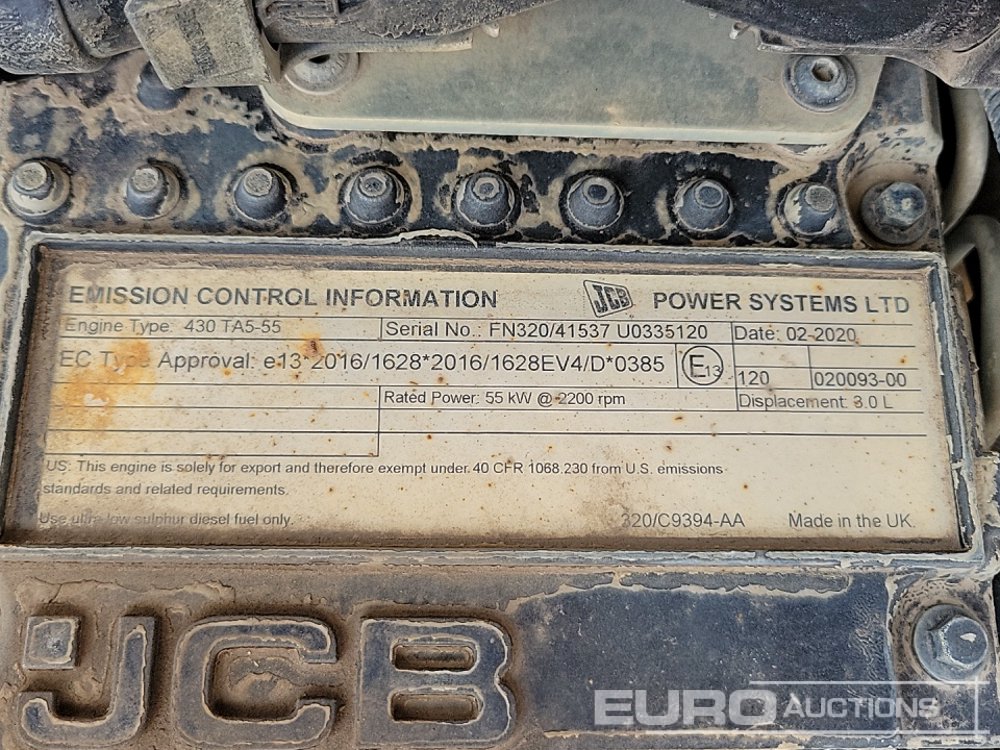 EMISSION CONTROL INFORMATION JCB POWER SYSTEMS LTD
Engine Type: 430 TA5-55 Serial No.: FN320/41537 U0335120 Date: 02-2020
EC Type Approval: e13*2016/1628*2016/1628EV4/D*0385 E13
120 020093-00
Rated Power: 55 kW @ 2200 rpm Displacement: 3.0 L
US: This engine is solely for export and therefore exempt under 40 CFR 1068.230 from U.S. emissions
standards and related requirements.
Use ultra low sulphur diesel fuel only. 320/C9394-AA Made in the UK.
JCB
EURO AUCTIONS